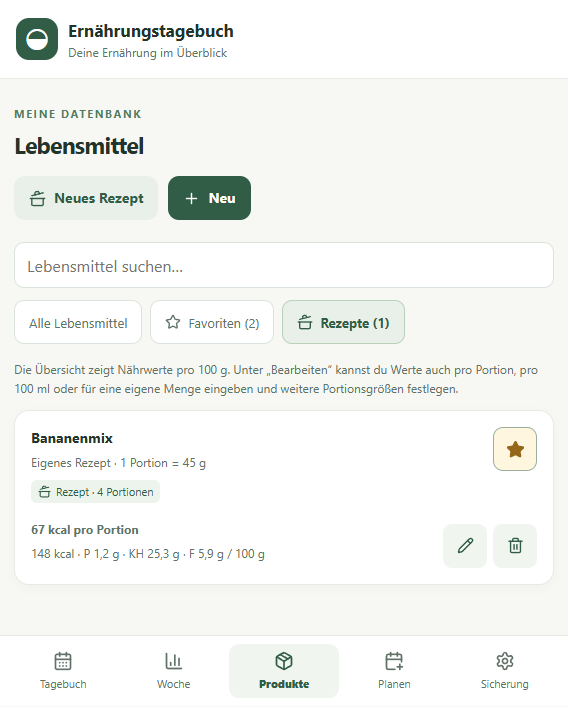 Ernährungstagebuch
Deine Ernährung im Überblick
MEINE DATENBANK
Lebensmittel
Neues Rezept
Neu
Lebensmittel suchen...
Alle Lebensmittel
Favoriten (2)
Rezepte (1)
Die Übersicht zeigt Nährwerte pro 100 g. Unter „Bearbeiten“ kannst du Werte auch pro Portion, pro
100 ml oder für eine eigene Menge eingeben und weitere Portionsgrößen festlegen.
Bananenmix
Eigenes Rezept · 1 Portion = 45 g
Rezept · 4 Portionen
67 kcal pro Portion
148 kcal · P 1,2 g · KH 25,3 g · F 5,9 g / 100 g
Tagebuch
Woche
Produkte
Planen
Sicherung